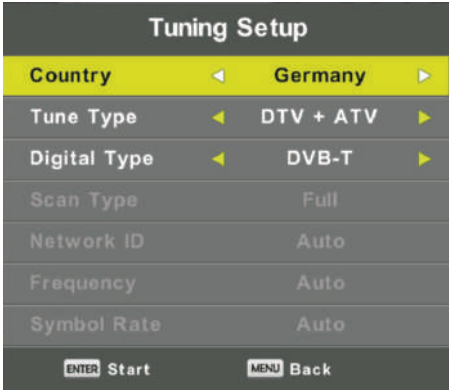 Tuning Setup
Country Germany
Tune Type DTV + ATV
Digital Type DVB-T
Scan Type Full
Network ID Auto
Frequency Auto
Symbol Rate Auto
ENTER Start MENU Back